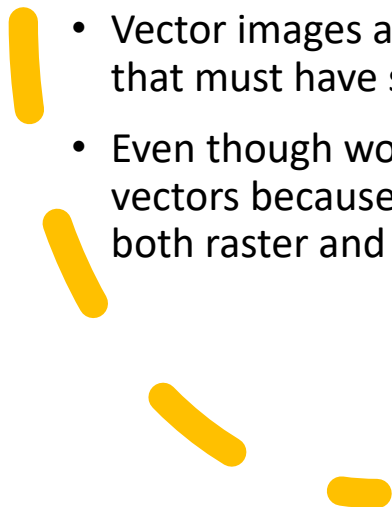 • Vector images a
that must have s
• Even though wo
vectors because
both raster and